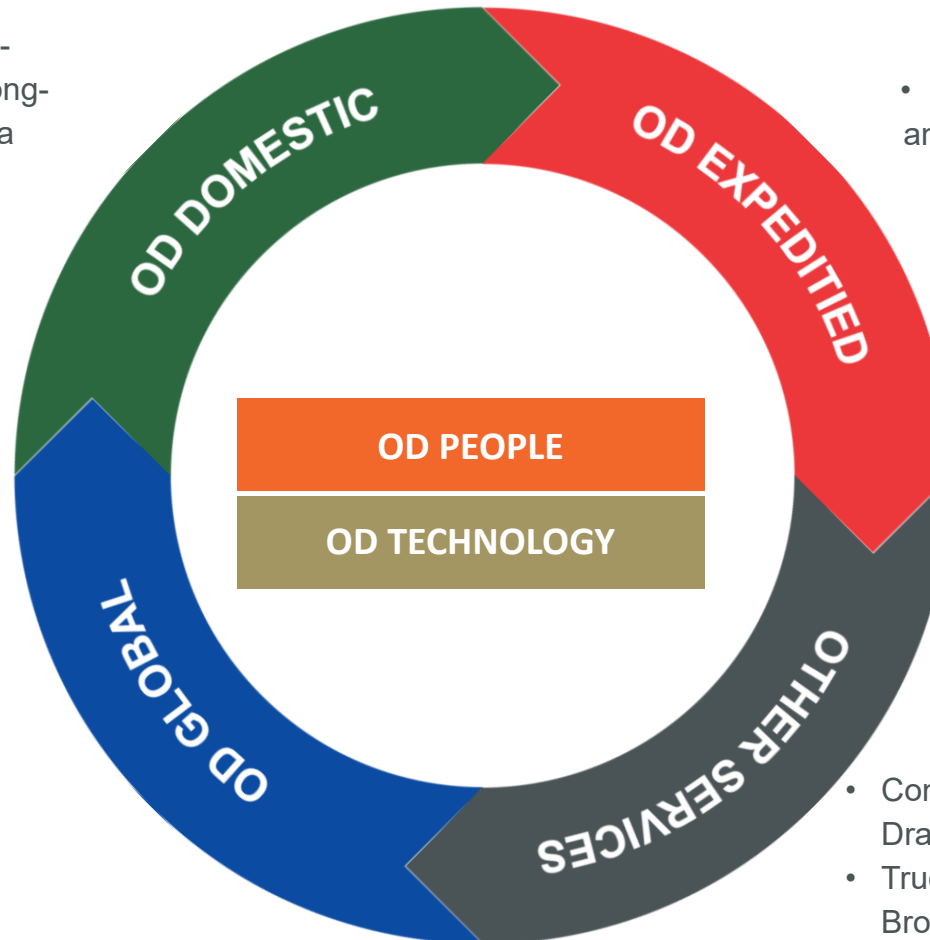 OD DOMESTIC
OD EXPEDITIED
OD PEOPLE
OD TECHNOLOGY
OD GLOBAL
OTHER SERVICES